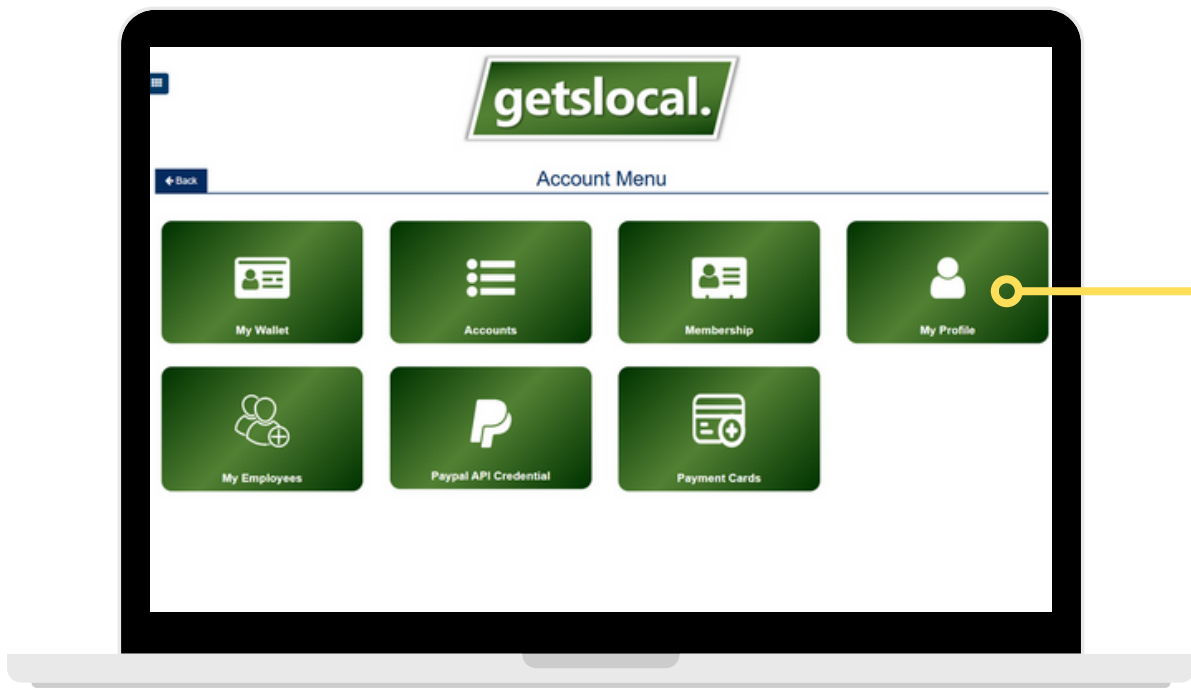 getslocal.
Back
Account Menu
My Wallet
Accounts
Membership
My Profile
My Employees
Paypal API Credential
Payment Cards